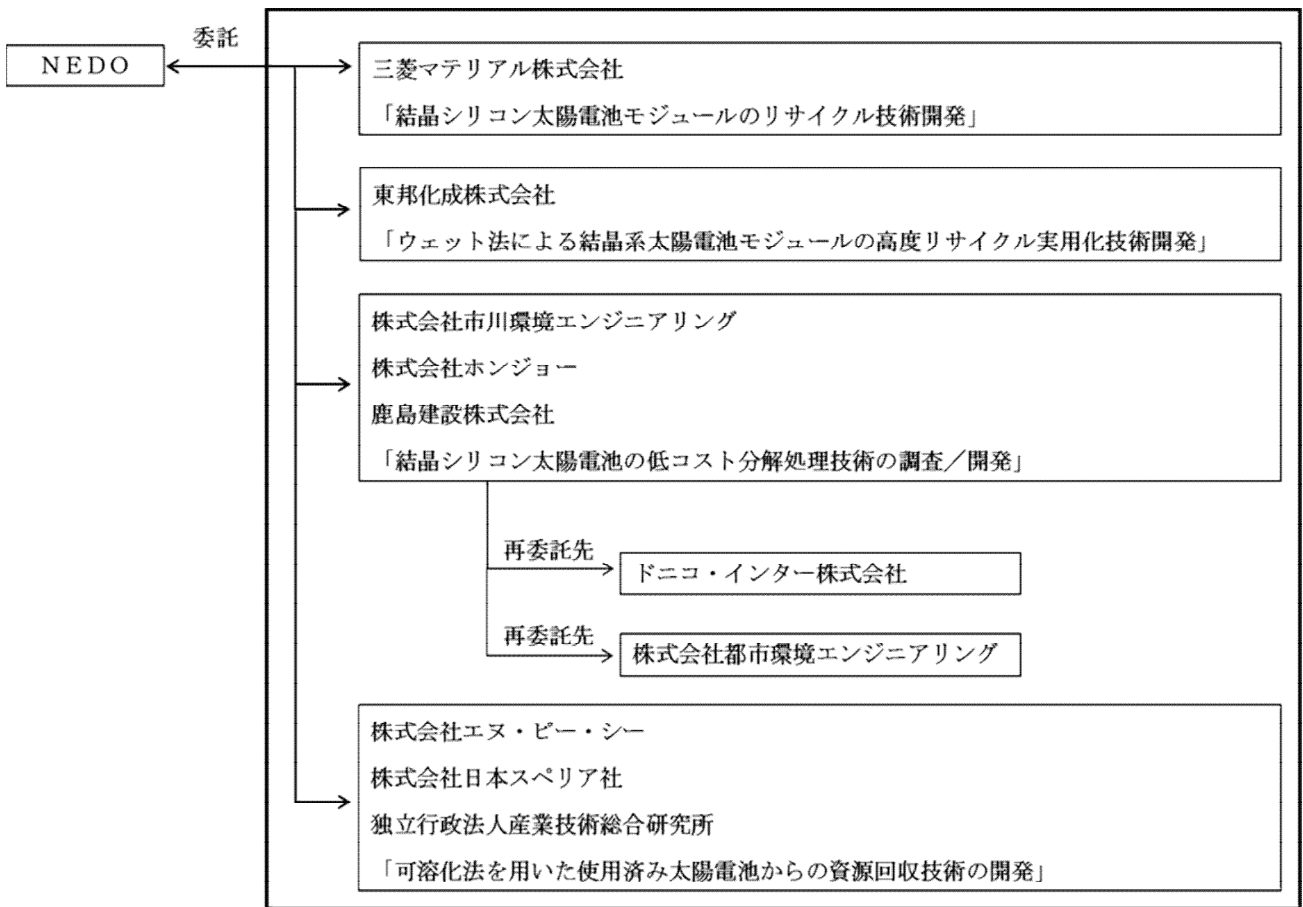 委託
NEDO
三菱マテリアル株式会社
「結晶シリコン太陽電池モジュールのリサイクル技術開発」
東邦化成株式会社
「ウェット法による結晶系太陽電池モジュールの高度リサイクル実用化技術開発」
株式会社市川環境エンジニアリング
株式会社ホンジョー
鹿島建設株式会社
「結晶シリコン太陽電池の低コスト分解処理技術の調査／開発」
再委託先
ドニコ・インター株式会社
再委託先
株式会社都市環境エンジニアリング
株式会社エヌ・ピー・シー
株式会社日本スペリア社
独立行政法人産業技術総合研究所
「可溶化法を用いた使用済み太陽電池からの資源回収技術の開発」